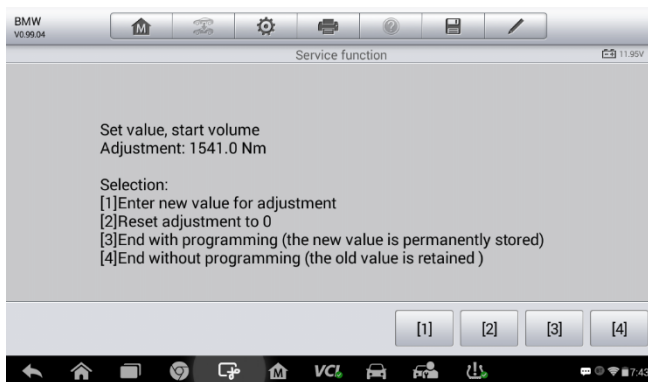 BMW
V0.99.04
Service function
11.95V
Set value, start volume
Adjustment: 1541.0 Nm
Selection:
[1]Enter new value for adjustment
[2]Reset adjustment to 0
[3]End with programming (the new value is permanently stored)
[4]End without programming (the old value is retained )
[1] [2] [3] [4]
VCI 7:43